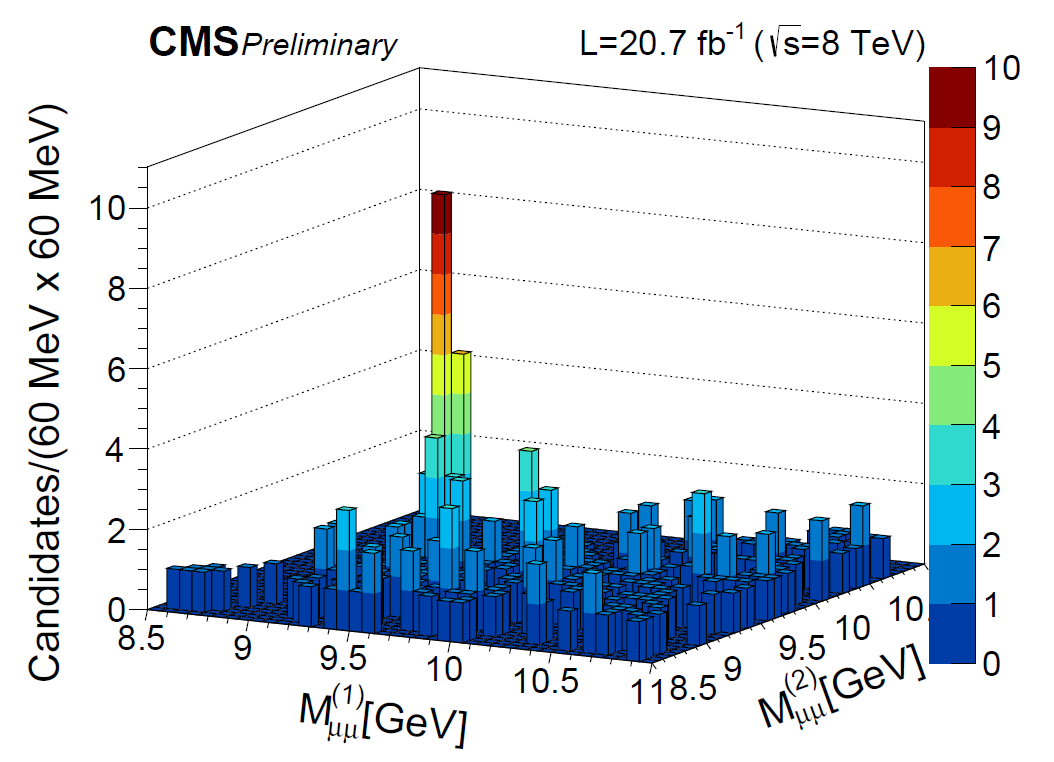 CMS Preliminary L=20.7 fb⁻¹ (√s=8 TeV)
Candidates/(60 MeV x 60 MeV)
10
8
6
4
2
0
8.5 9 9.5 10 10.5 11
M(1)μμ[GeV]
8.5 9 9.5 10 10.
M(2)μμ[GeV]
10
9
8
7
6
5
4
3
2
1
0